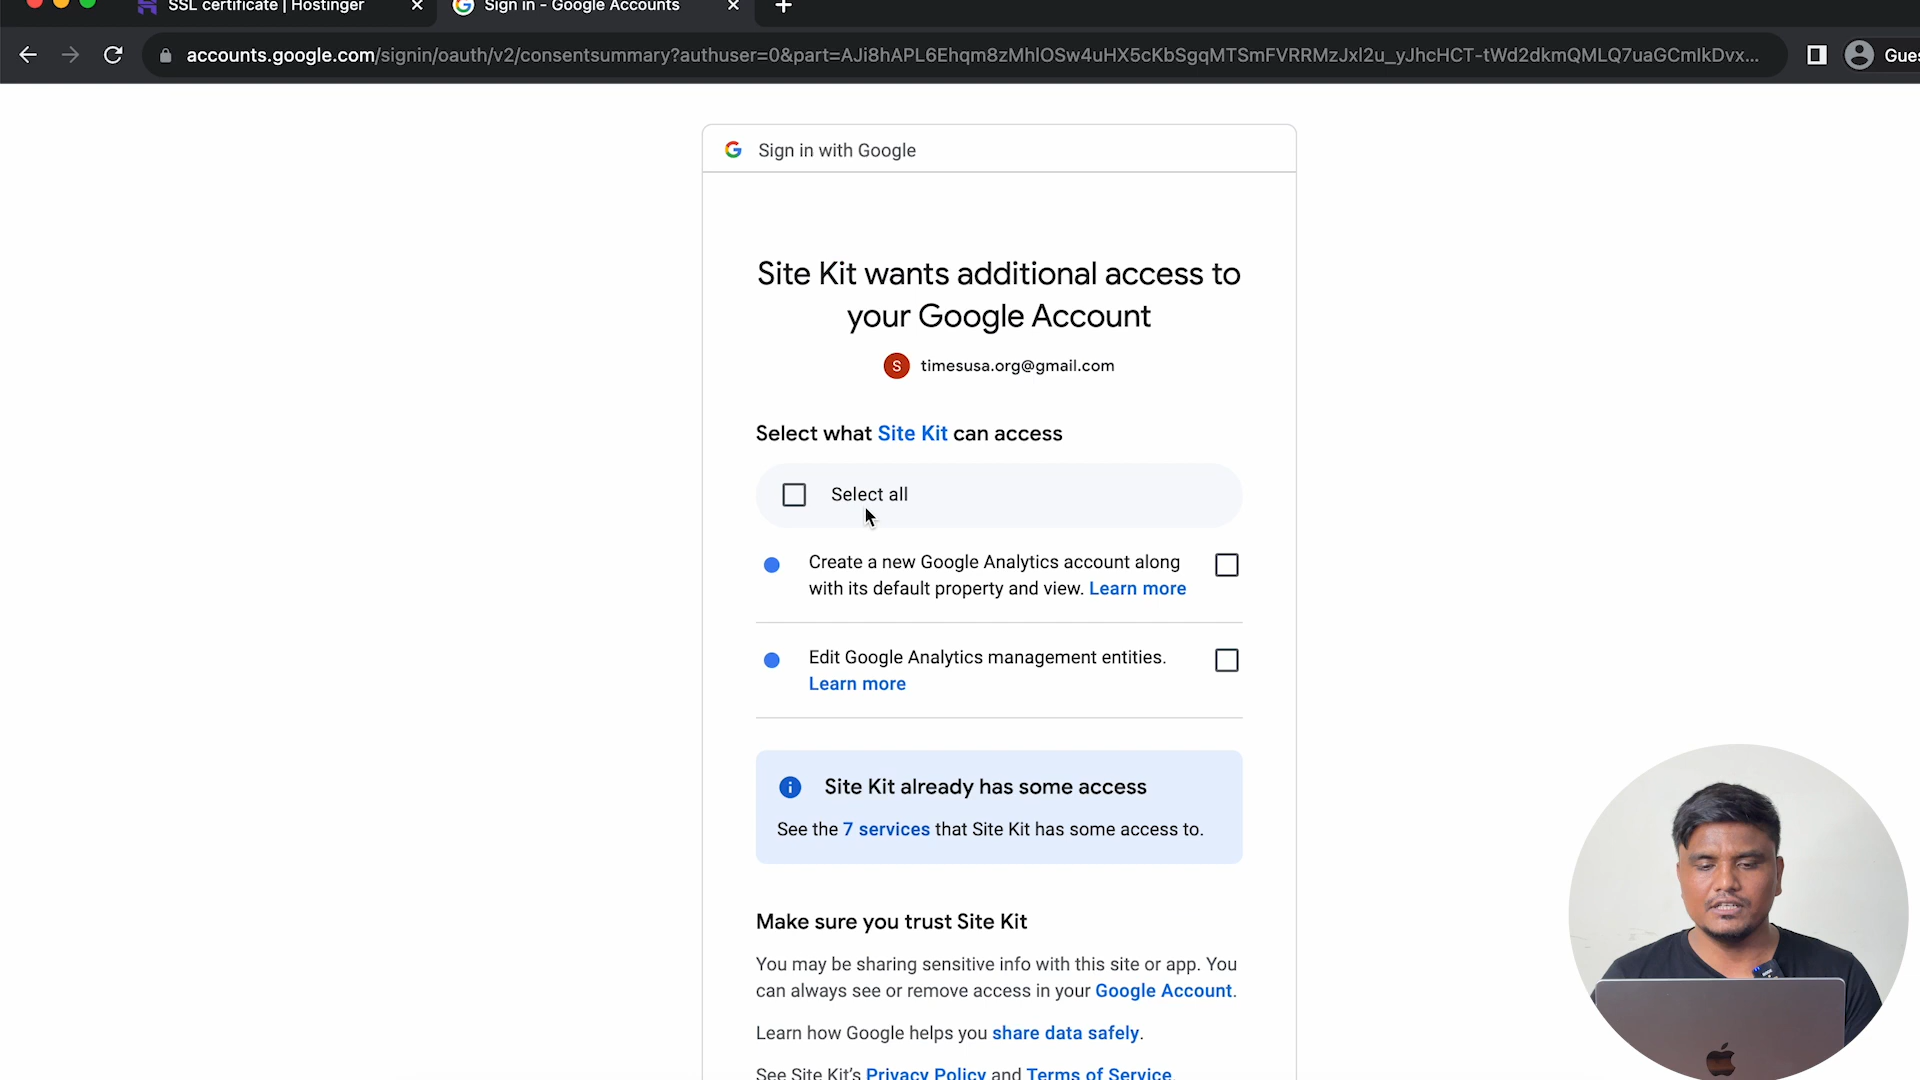 SSL certificate | Hostinger
Sign in - Google Accounts
accounts.google.com/signin/oauth/v2/consentsummary?authuser=0&part=AJi8hAPL6Ehqm8zMhlOSw4uHX5cKbSgqMTSmFVRRMzJxl2u_yJhcHCT-tWd2dkmQMLQ7uaGCmlkDvx...
Sign in with Google
Site Kit wants additional access to
your Google Account
S timesusa.org@gmail.com
Select what Site Kit can access
Select all
Create a new Google Analytics account along
with its default property and view. Learn more
Edit Google Analytics management entities.
Learn more
Site Kit already has some access
See the 7 services that Site Kit has some access to.
Make sure you trust Site Kit
You may be sharing sensitive info with this site or app. You
can always see or remove access in your Google Account.
Learn how Google helps you share data safely.
See Site Kit's Privacy Policy and Terms of Service.